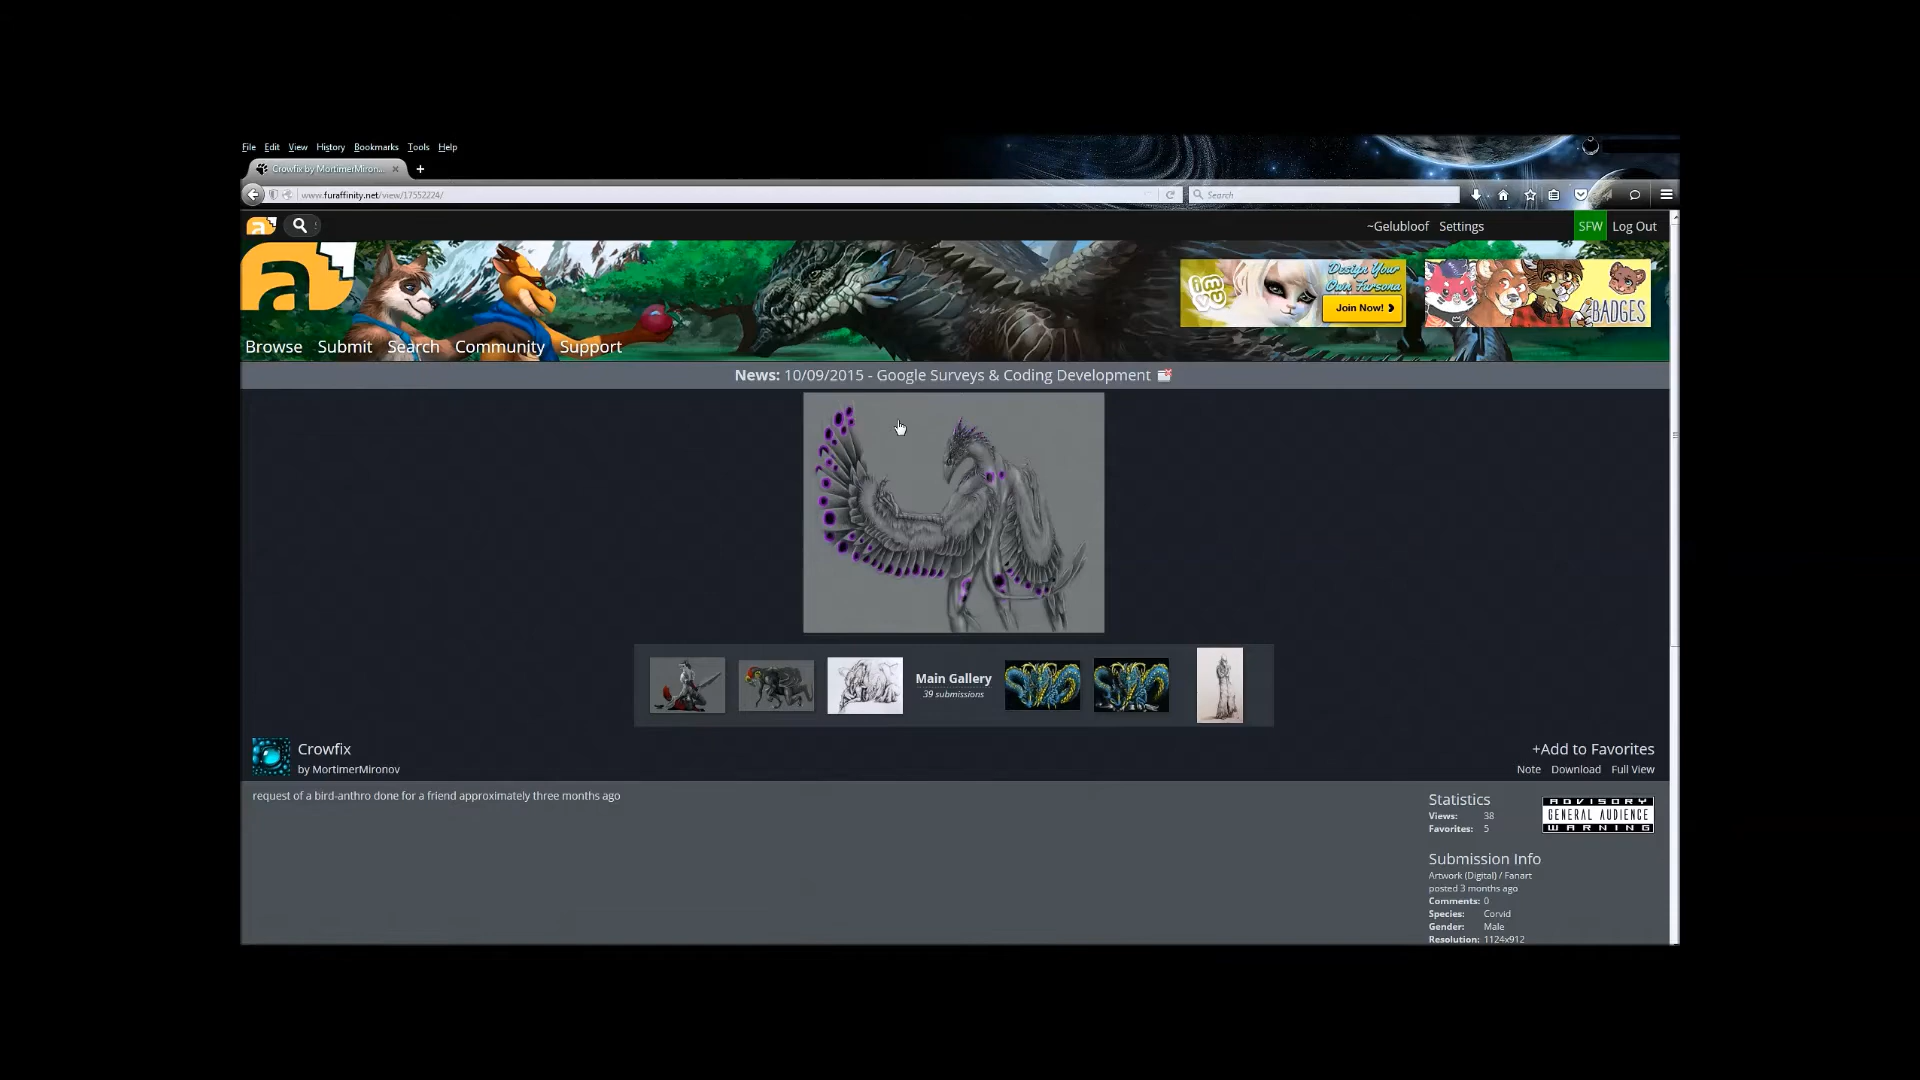 File Edit View History Bookmarks Tools Help
Crowfix by MortimerMiron...
www.furaffinity.net/view/17552224/
Search
~Gelubloof Settings SFW Log Out
im
u
Design Your
Own Fursona
Join Now!
BADGES
Browse Submit Search Community Support
News: 10/09/2015 - Google Surveys & Coding Development
Main Gallery
39 submissions
Crowfix
by MortimerMironov
+Add to Favorites
Note Download Full View
request of a bird-anthro done for a friend approximately three months ago
Statistics
Views: 38
Favorites: 5
ADVISORY
GENERAL AUDIENCE
WARNING
Submission Info
Artwork (Digital) / Fanart
posted 3 months ago
Comments: 0
Species: Corvid
Gender: Male
Resolution: 1124x912